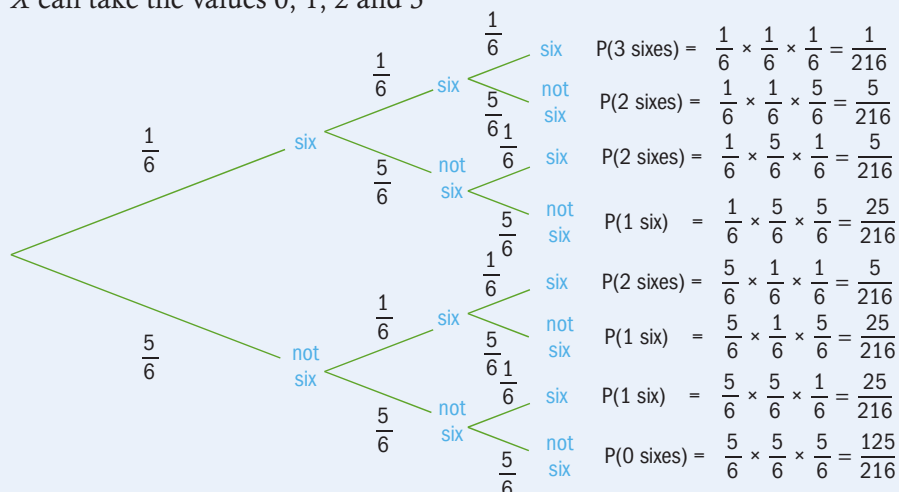 X can take the values 0, 1, 2 and 3
1/6
six P(3 sixes) = 1/6 × 1/6 × 1/6 = 1/216
1/6
six
5/6
not
six
P(2 sixes) = 1/6 × 1/6 × 5/6 = 5/216
1/6
six
5/6
not
six
1/6
six P(2 sixes) = 1/6 × 5/6 × 1/6 = 5/216
5/6
not
six
P(1 six) = 1/6 × 5/6 × 5/6 = 25/216
5/6
not
six
1/6
six
1/6
six P(2 sixes) = 5/6 × 1/6 × 1/6 = 5/216
5/6
not
six
P(1 six) = 5/6 × 1/6 × 5/6 = 25/216
5/6
not
six
1/6
six P(1 six) = 5/6 × 5/6 × 1/6 = 25/216
5/6
not
six
P(0 sixes) = 5/6 × 5/6 × 5/6 = 125/216